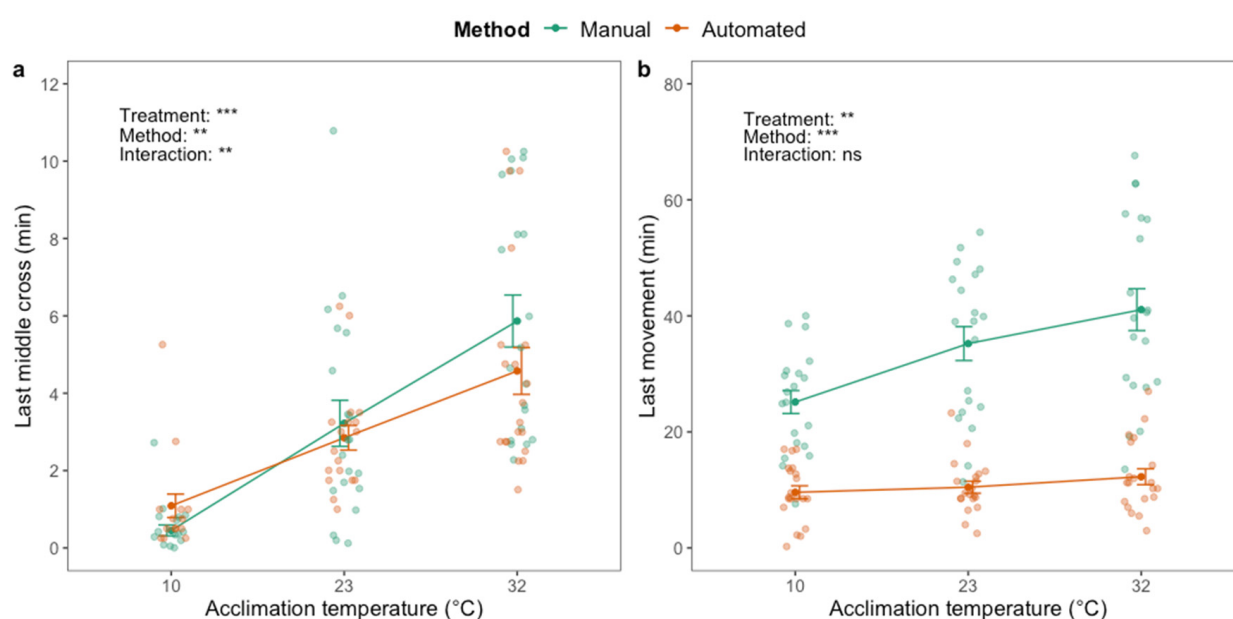 Method Manual Automated
a
Treatment: ***
Method: **
Interaction: **
12
10
8
6
4
2
0
Last middle cross (min)
10 23 32
Acclimation temperature (°C)
b
Treatment: **
Method: ***
Interaction: ns
80
60
40
20
0
Last movement (min)
10 23 32
Acclimation temperature (°C)